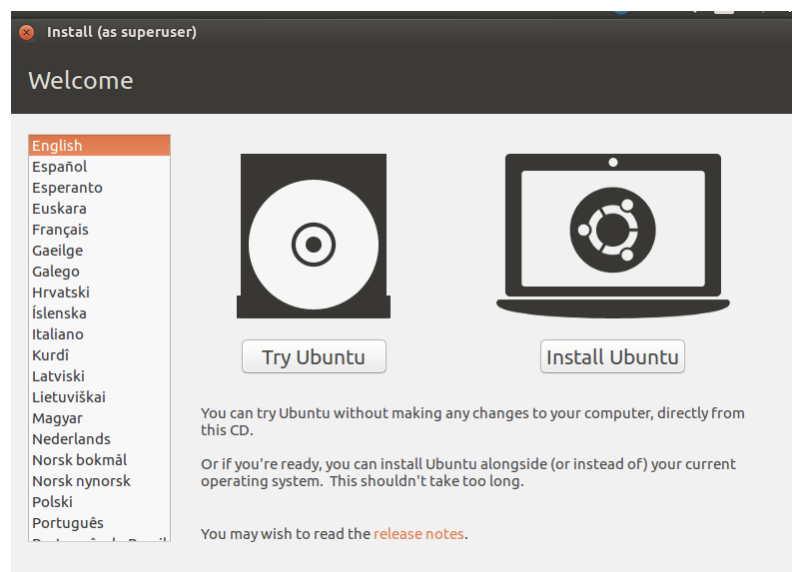 Install (as superuser)
Welcome
English
Español
Esperanto
Euskara
Français
Gaeilge
Galego
Hrvatski
Íslenska
Italiano
Kurdî
Latviski
Lietuviškai
Magyar
Nederlands
Norsk bokmål
Norsk nynorsk
Polski
Português
Try Ubuntu
Install Ubuntu
You can try Ubuntu without making any changes to your computer, directly from
this CD.
Or if you're ready, you can install Ubuntu alongside (or instead of) your current
operating system. This shouldn't take too long.
You may wish to read the release notes.